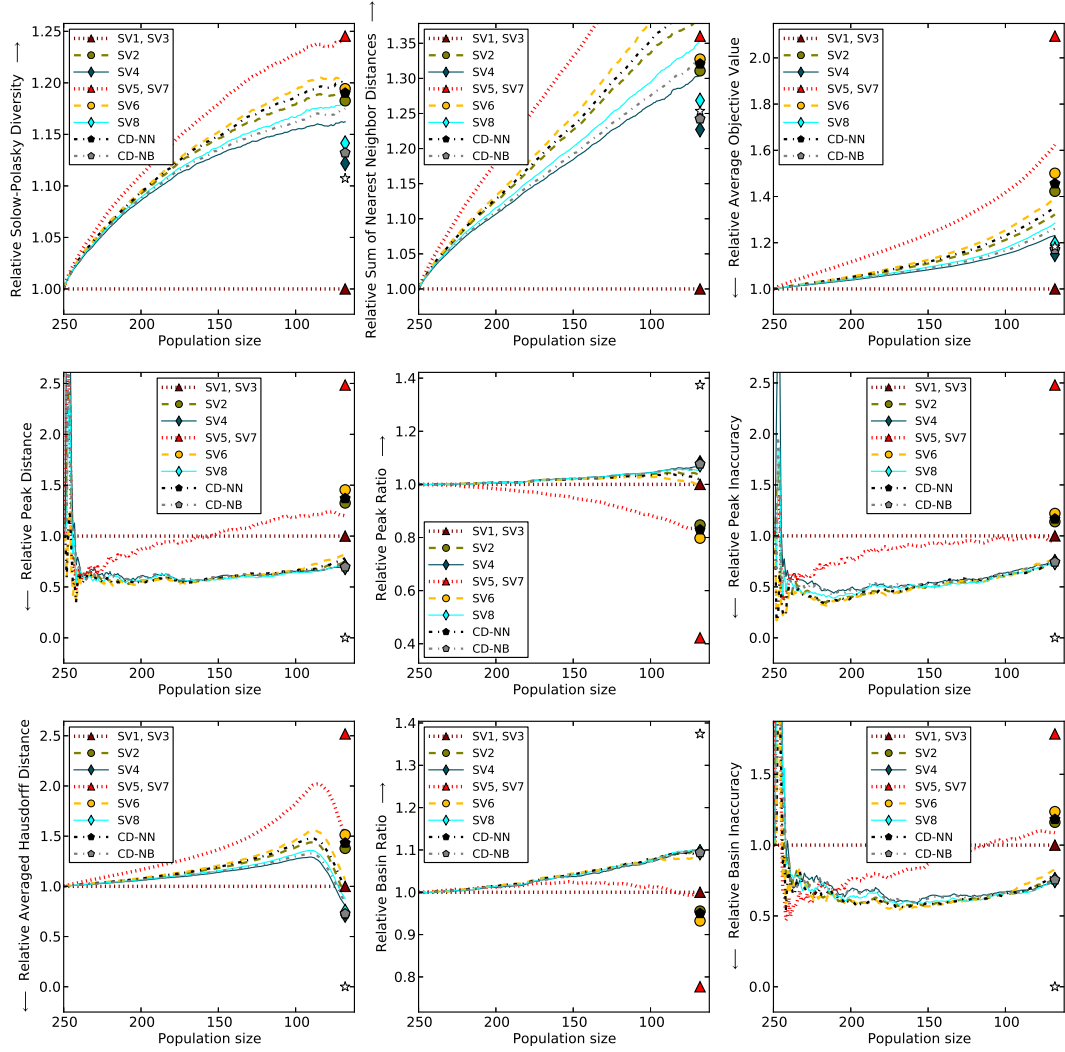 Relative Solow-Polasky Diversity ⟶
1.25
1.20
1.15
1.10
1.05
1.00
SV1, SV3
SV2
SV4
SV5, SV7
SV6
SV8
CD-NN
CD-NB
250
200
150
100
Population size
Relative Sum of Nearest Neighbor Distances ⟶
1.35
1.30
1.25
1.20
1.15
1.10
1.05
1.00
SV1, SV3
SV2
SV4
SV5, SV7
SV6
SV8
CD-NN
CD-NB
250
200
150
100
Population size
⟵ Relative Average Objective Value
2.0
1.8
1.6
1.4
1.2
1.0
SV1, SV3
SV2
SV4
SV5, SV7
SV6
SV8
CD-NN
CD-NB
250
200
150
100
Population size
⟵ Relative Peak Distance
2.5
2.0
1.5
1.0
0.5
0.0
SV1, SV3
SV2
SV4
SV5, SV7
SV6
SV8
CD-NN
CD-NB
250
200
150
100
Population size
Relative Peak Ratio ⟶
1.4
1.2
1.0
0.8
0.6
0.4
SV1, SV3
SV2
SV4
SV5, SV7
SV6
SV8
CD-NN
CD-NB
250
200
150
100
Population size
⟵ Relative Peak Inaccuracy
2.5
2.0
1.5
1.0
0.5
0.0
SV1, SV3
SV2
SV4
SV5, SV7
SV6
SV8
CD-NN
CD-NB
250
200
150
100
Population size
⟵ Relative Averaged Hausdorff Distance
2.5
2.0
1.5
1.0
0.5
0.0
SV1, SV3
SV2
SV4
SV5, SV7
SV6
SV8
CD-NN
CD-NB
250
200
150
100
Population size
Relative Basin Ratio ⟶
1.4
1.3
1.2
1.1
1.0
0.9
0.8
SV1, SV3
SV2
SV4
SV5, SV7
SV6
SV8
CD-NN
CD-NB
250
200
150
100
Population size
⟵ Relative Basin Inaccuracy
1.5
1.0
0.5
0.0
SV1, SV3
SV2
SV4
SV5, SV7
SV6
SV8
CD-NN
CD-NB
250
200
150
100
Population size